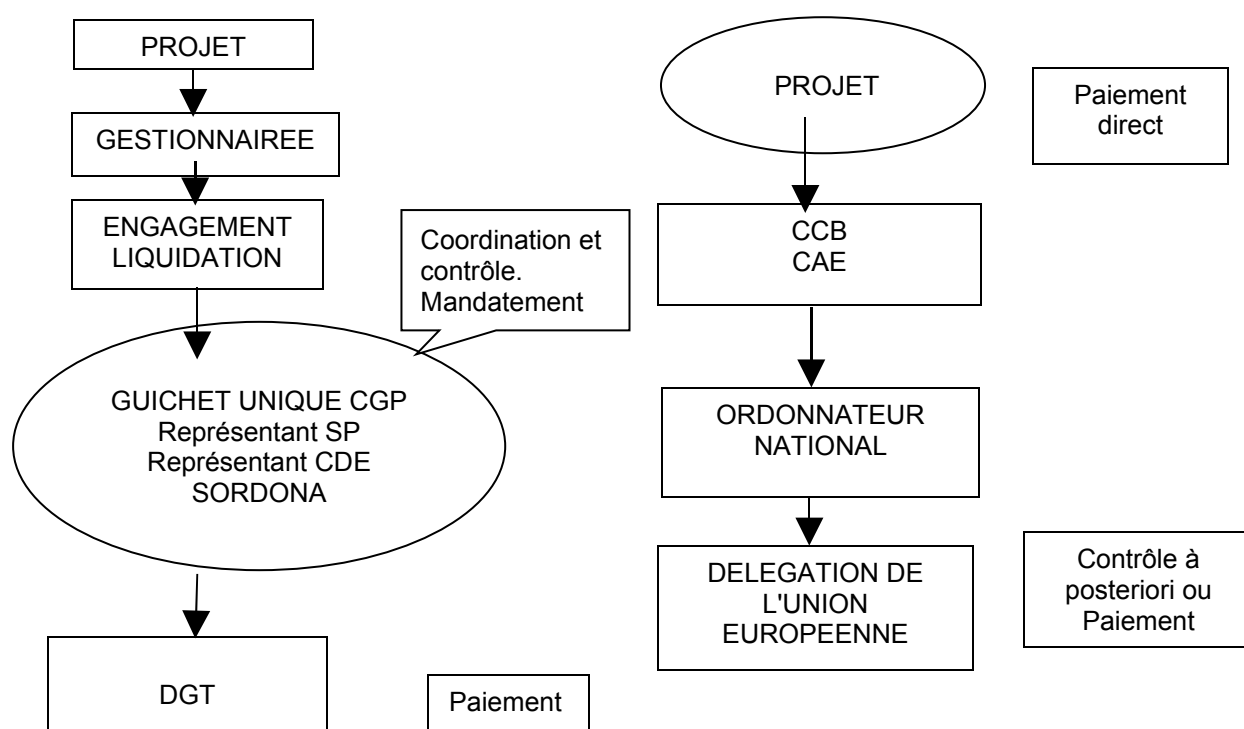 PROJET
GESTIONNAIREE
ENGAGEMENT
LIQUIDATION
Coordination et
contrôle.
Mandatement
GUICHET UNIQUE CGP
Représentant SP
Représentant CDE
SORDONA
DGT
Paiement
PROJET
Paiement
direct
CCB
CAE
ORDONNATEUR
NATIONAL
DELEGATION DE
L'UNION
EUROPEENNE
Contrôle à
posteriori ou
Paiement